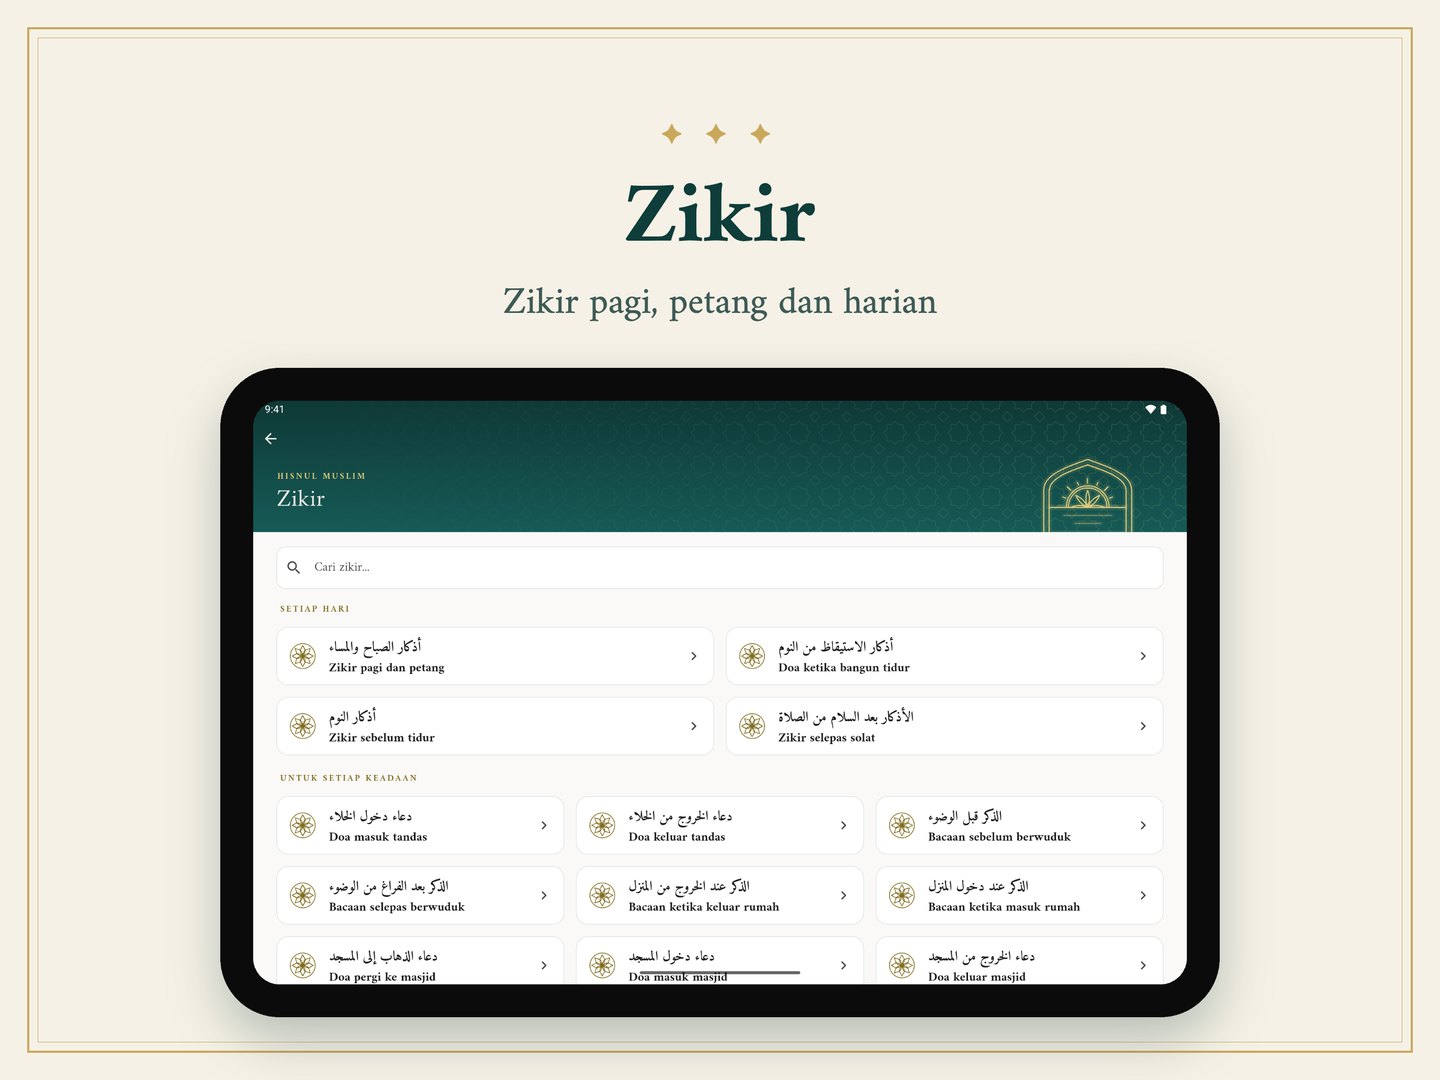 Zikir
Zikir pagi, petang dan harian
9:41
HISNUL MUSLIM
Zikir
Cari zikir...
SETIAP HARI
أذكار الصباح والمساء
Zikir pagi dan petang
أذكار الاستيقاظ من النوم
Doa ketika bangun tidur
أذكار النوم
Zikir sebelum tidur
الأذكار بعد السلام من الصلاة
Zikir selepas solat
UNTUK SETIAP KEADAAN
دعاء دخول الخلاء
Doa masuk tandas
دعاء الخروج من الخلاء
Doa keluar tandas
الذكر قبل الوضوء
Bacaan sebelum berwuduk
الذكر بعد الفراغ من الوضوء
Bacaan selepas berwuduk
الذكر عند الخروج من المنزل
Bacaan ketika keluar rumah
الذكر عند دخول المنزل
Bacaan ketika masuk rumah
دعاء الذهاب إلى المسجد
Doa pergi ke masjid
دعاء دخول المسجد
Doa masuk masjid
دعاء الخروج من المسجد
Doa keluar masjid